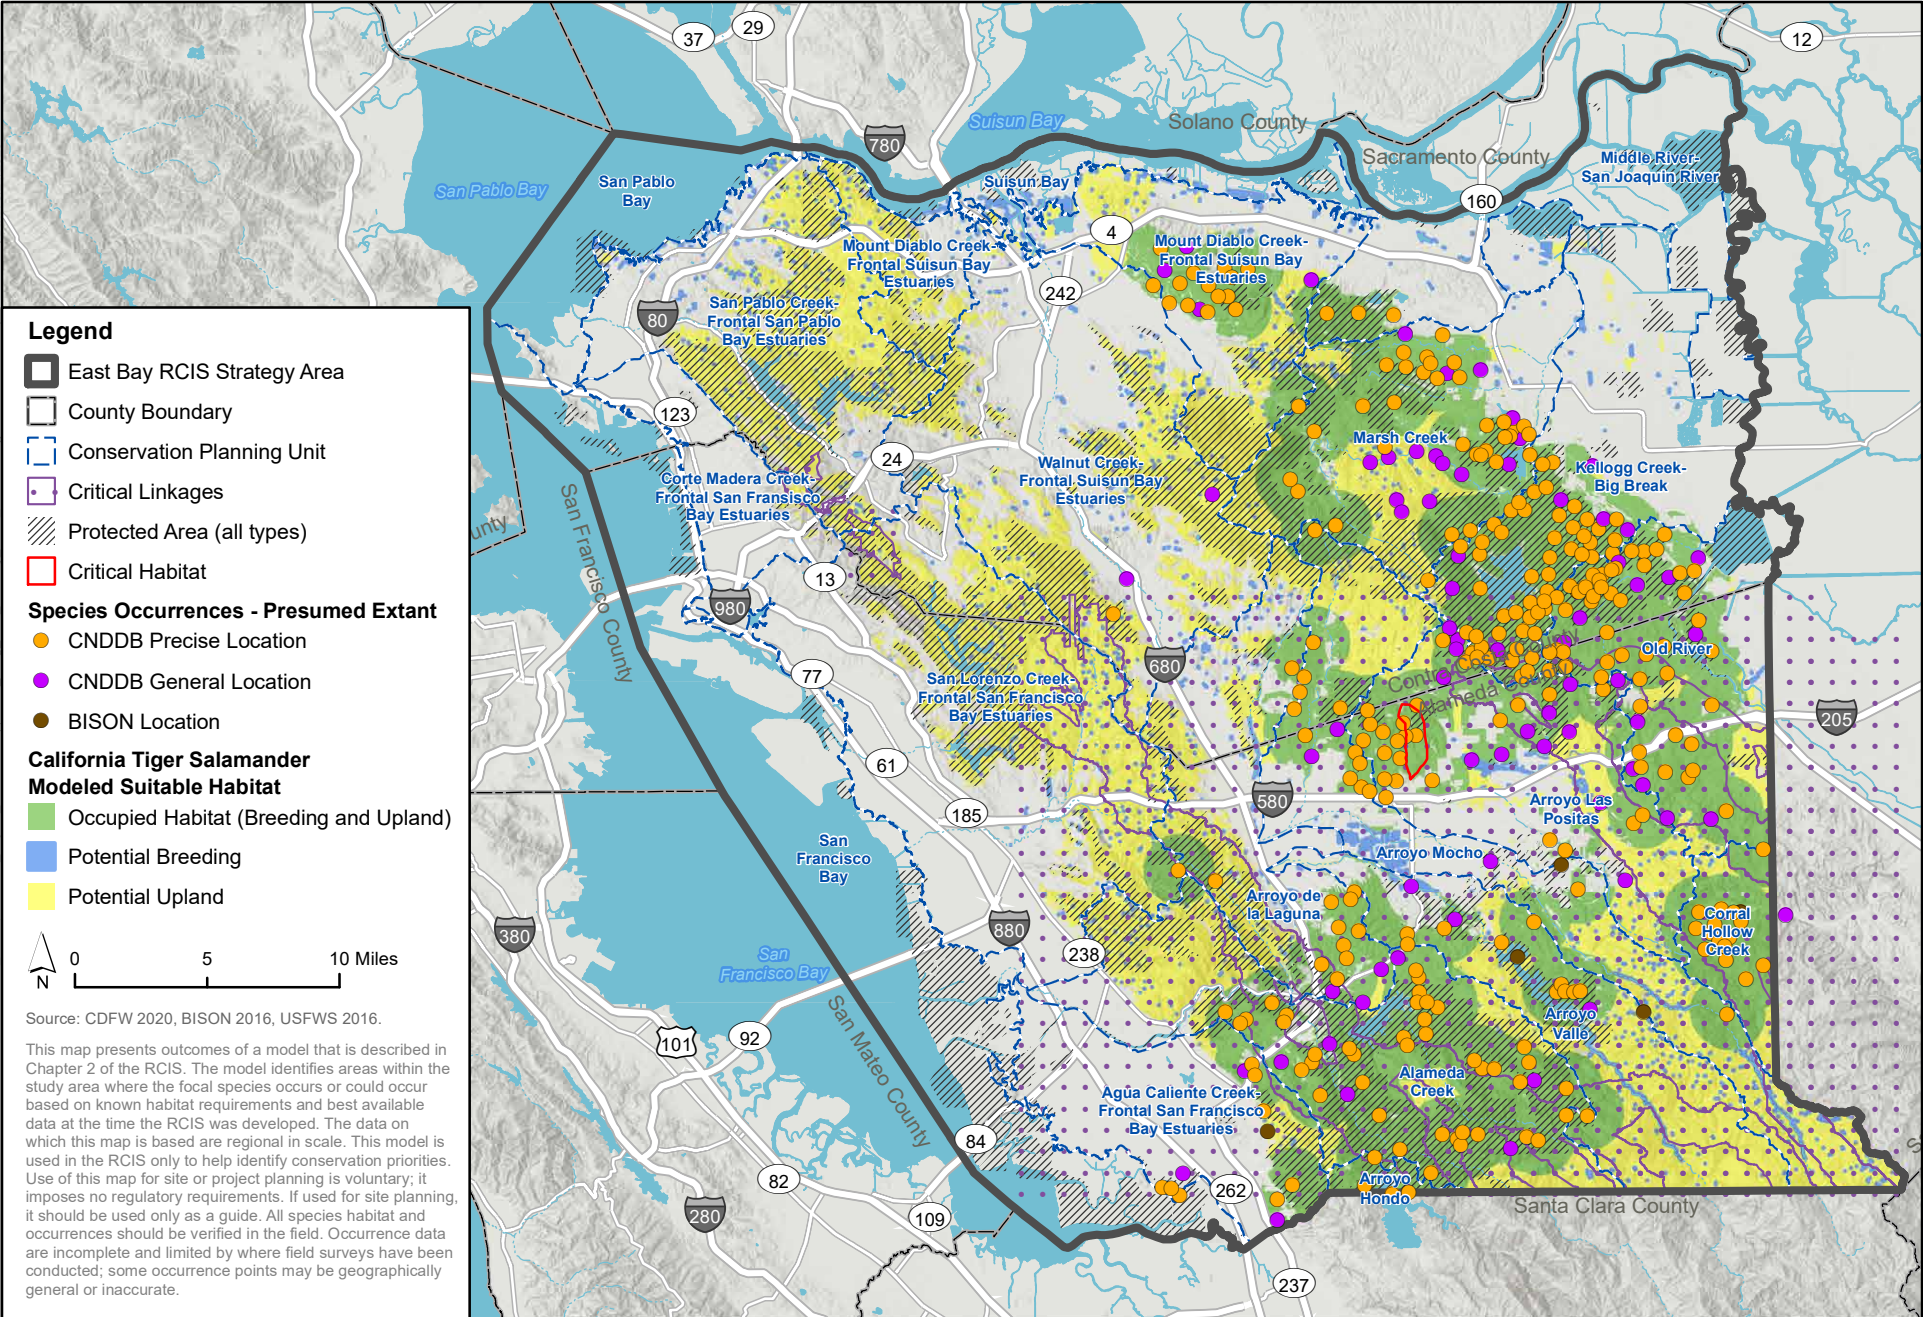 37
29
12
780
Suisun Bay
Solano County
Sacramento County
Middle River-
San Joaquin River
San Pablo Bay
San Pablo
Bay
Suisun Bay
160
4
Mount Diablo Creek-
Frontal Suisun Bay
Estuaries
Mount Diablo Creek-
Frontal Suisun Bay
Estuaries
242
San Pablo Creek-
Frontal San Pablo
Bay Estuaries
80
123
24
Marsh Creek
Walnut Creek-
Frontal Suisun Bay
Estuaries
Kellogg Creek-
Big Break
Corte Madera Creek-
Frontal San Fransisco
Bay Estuaries
San Francisco County
unty
13
980
Contra Costa County
Alameda County
Old River
680
77
San Lorenzo Creek-
Frontal San Francisco
Bay Estuaries
205
61
580
185
Arroyo Las
Positas
San
Francisco
Bay
Arroyo Mocho
Arroyo de
la Laguna
Corral
Hollow
Creek
380
880
238
San
Francisco Bay
San Mateo County
Arroyo
Valle
101
92
Alameda
Creek
Agua Caliente Creek-
Frontal San Francisco
Bay Estuaries
84
82
262
Arroyo
Hondo
Santa Clara County
280
109
237
Legend
East Bay RCIS Strategy Area
County Boundary
Conservation Planning Unit
Critical Linkages
Protected Area (all types)
Critical Habitat
Species Occurrences - Presumed Extant
CNDDB Precise Location
CNDDB General Location
BISON Location
California Tiger Salamander
Modeled Suitable Habitat
Occupied Habitat (Breeding and Upland)
Potential Breeding
Potential Upland
N
0 5 10 Miles
Source: CDFW 2020, BISON 2016, USFWS 2016.
This map presents outcomes of a model that is described in
Chapter 2 of the RCIS. The model identifies areas within the
study area where the focal species occurs or could occur
based on known habitat requirements and best available
data at the time the RCIS was developed. The data on
which this map is based are regional in scale. This model is
used in the RCIS only to help identify conservation priorities.
Use of this map for site or project planning is voluntary; it
imposes no regulatory requirements. If used for site planning,
it should be used only as a guide. All species habitat and
occurrences should be verified in the field. Occurrence data
are incomplete and limited by where field surveys have been
conducted; some occurrence points may be geographically
general or inaccurate.